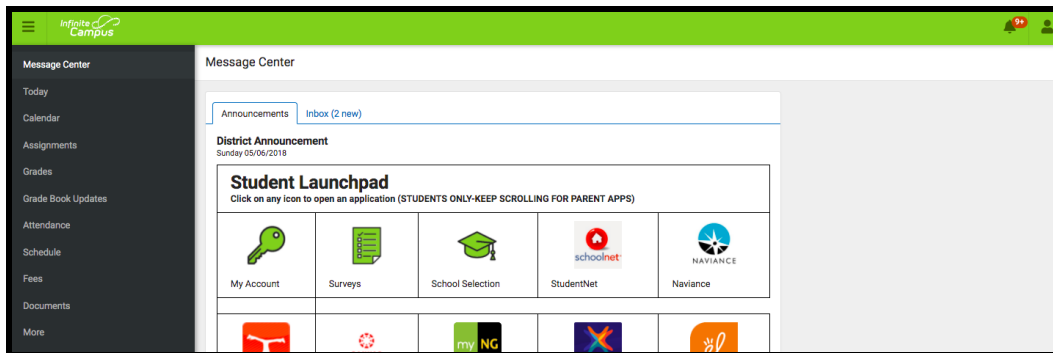 Infinite
Campus
9+
Message Center
Today
Calendar
Assignments
Grades
Grade Book Updates
Attendance
Schedule
Fees
Documents
More
Message Center
Announcements
Inbox (2 new)
District Announcement
Sunday 05/06/2018
Student Launchpad
Click on any icon to open an application (STUDENTS ONLY-KEEP SCROLLING FOR PARENT APPS)
schoolnet
NAVIANCE
My Account
Surveys
School Selection
StudentNet
Naviance
my NG